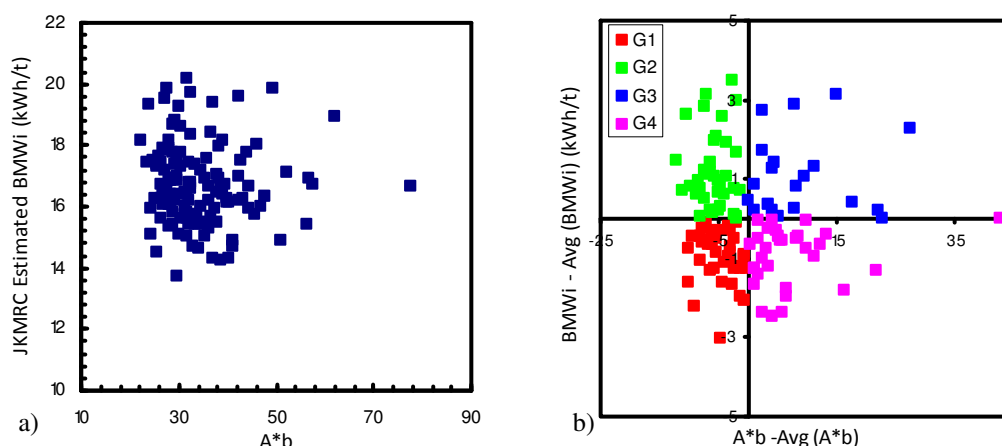 JKMRC Estimated BMWi (kWh/t)
22
20
18
16
14
12
10
10 30 50 70 90
A*b
a)
BMWi - Avg (BMWi) (kWh/t)
5
3
1
-1
-3
-5
-25 -5 15 35
G1
G2
G3
G4
A*b -Avg (A*b)
b)